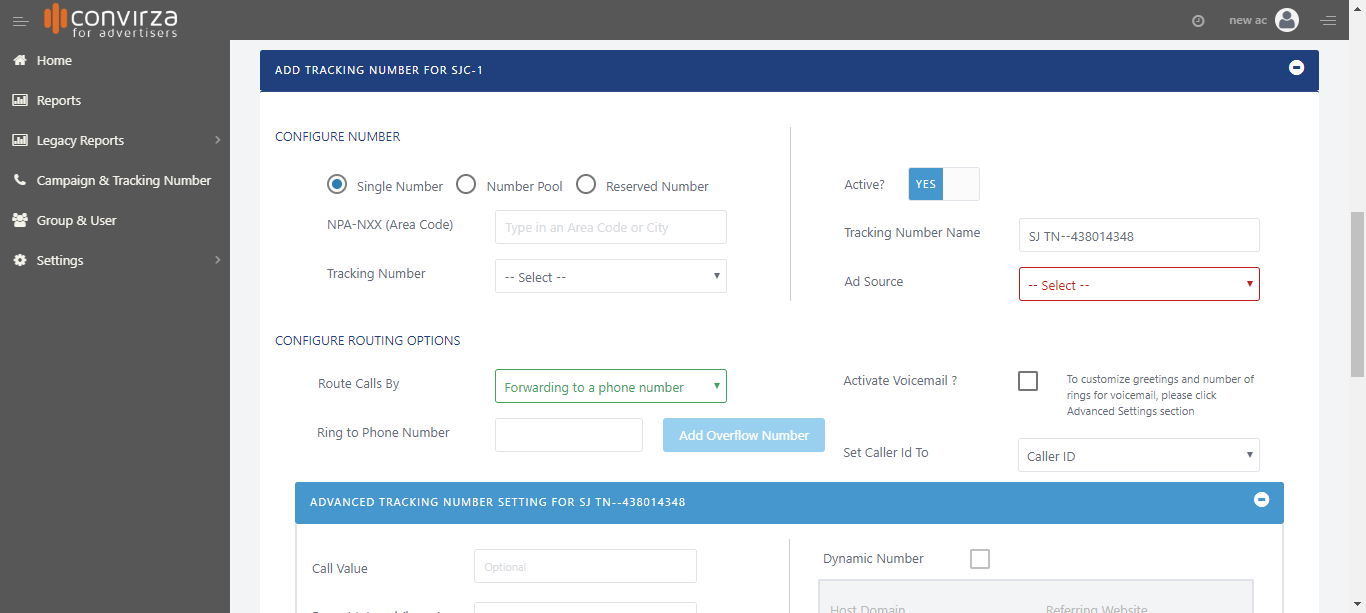 convirza
for advertisers
new ac
Home
Reports
Legacy Reports
Campaign & Tracking Number
Group & User
Settings
ADD TRACKING NUMBER FOR SJC-1
CONFIGURE NUMBER
Single Number
Number Pool
Reserved Number
NPA-NXX (Area Code)
Type in an Area Code or City
Tracking Number
-- Select --
Active?
YES
Tracking Number Name
SJ TN--438014348
Ad Source
-- Select --
CONFIGURE ROUTING OPTIONS
Route Calls By
Forwarding to a phone number
Ring to Phone Number
Add Overflow Number
Activate Voicemail ?
To customize greetings and number of
rings for voicemail, please click
Advanced Settings section
Set Caller Id To
Caller ID
ADVANCED TRACKING NUMBER SETTING FOR SJ TN--438014348
Call Value
Optional
Dynamic Number
Host Domain
Referring Website